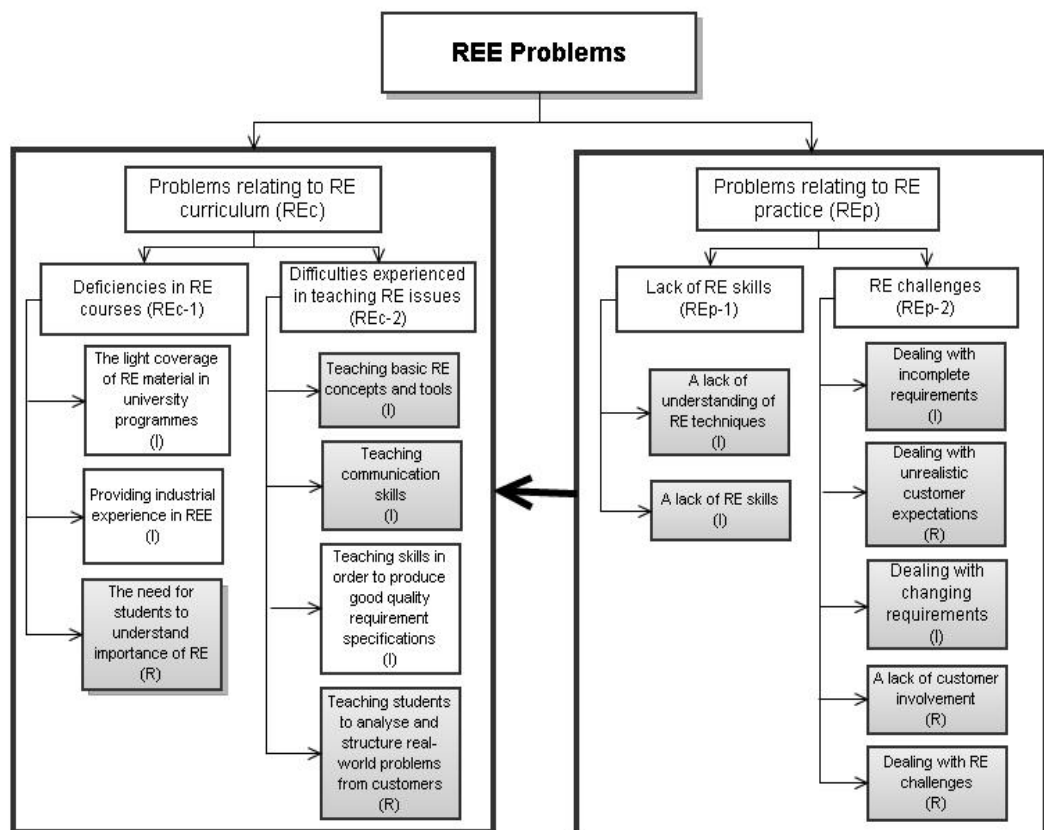 REE Problems
Problems relating to RE
curriculum (REc)
Deficiencies in RE
courses (REc-1)
The light coverage
of RE material in
university
programmes
(I)
Providing industrial
experience in REE
(I)
The need for
students to
understand
importance of RE
(R)
Difficulties experienced
in teaching RE issues
(REc-2)
Teaching basic RE
concepts and tools
(I)
Teaching
communication
skills
(I)
Teaching skills in
order to produce
good quality
requirement
specifications
(I)
Teaching students
to analyse and
structure real-
world problems
from customers
(R)
Problems relating to RE
practice (REp)
Lack of RE skills
(REp-1)
A lack of
understanding of
RE techniques
(I)
A lack of RE skills
(I)
RE challenges
(REp-2)
Dealing with
incomplete
requirements
(I)
Dealing with
unrealistic
customer
expectations
(R)
Dealing with
changing
requirements
(I)
A lack of customer
involvement
(R)
Dealing with RE
challenges
(R)